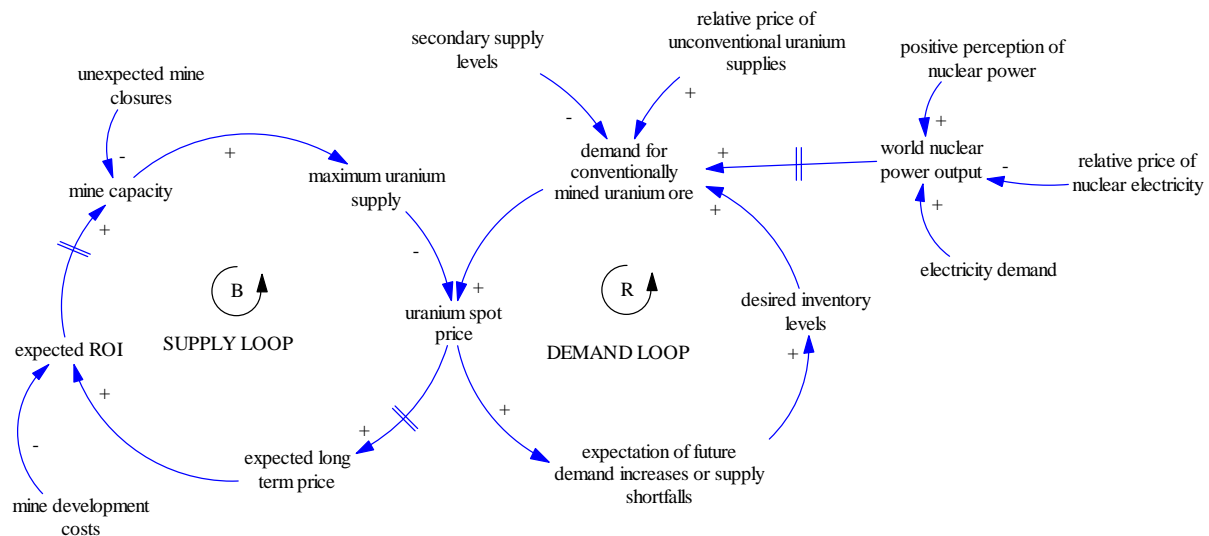 secondary supply
levels
relative price of
unconventional uranium
supplies
positive perception of
nuclear power
unexpected mine
closures
+
+
-
-
+
+
-
mine capacity
maximum uranium
supply
demand for
conventionally
mined uranium ore
world nuclear
power output
relative price of
nuclear electricity
+
+
+
-
electricity demand
B
R
SUPPLY LOOP
DEMAND LOOP
+
uranium spot
price
desired inventory
levels
expected ROI
+
+
+
+
-
expected long
term price
expectation of future
demand increases or supply
shortfalls
mine development
costs